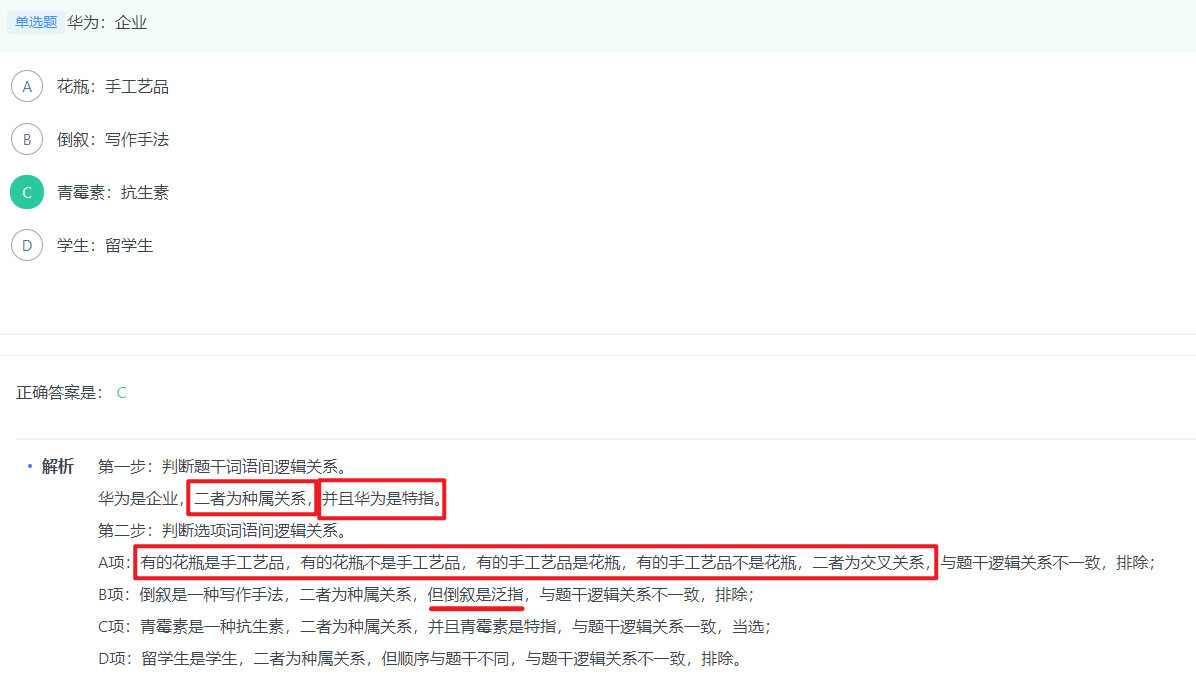 单选题 华为：企业
A 花瓶：手工艺品
B 倒叙：写作手法
C 青霉素：抗生素
D 学生：留学生
正确答案是： C
• 解析 第一步：判断题干词语间逻辑关系。
华为是企业，二者为种属关系，并且华为是特指。
第二步：判断选项词语间逻辑关系。
A项：有的花瓶是手工艺品，有的花瓶不是手工艺品，有的手工艺品是花瓶，有的手工艺品不是花瓶，二者为交叉关系，与题干逻辑关系不一致，排除；
B项：倒叙是一种写作手法，二者为种属关系，但倒叙是泛指，与题干逻辑关系不一致，排除；
C项：青霉素是一种抗生素，二者为种属关系，并且青霉素是特指，与题干逻辑关系一致，当选；
D项：留学生是学生，二者为种属关系，但顺序与题干不同，与题干逻辑关系不一致，排除。